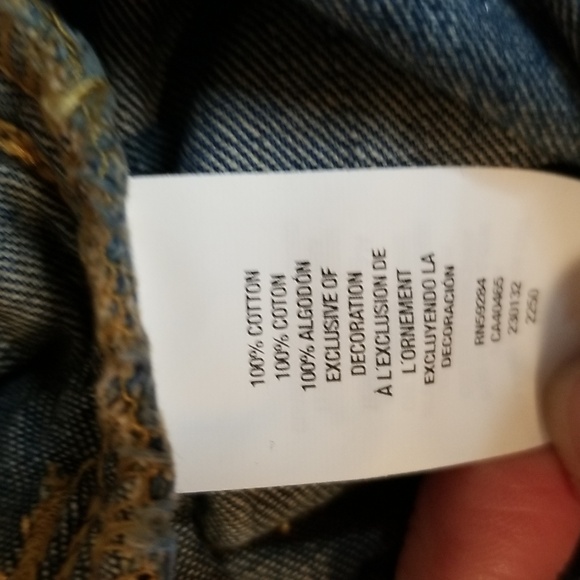 100% COTTON
100% COTON
100% ALGODÓN
EXCLUSIVE OF
DECORATION
À L'EXCLUSION DE
L'ORNEMENT
EXCLUYENDO LA
DECORACIÓN
RN59284
CA40465
230132
2250